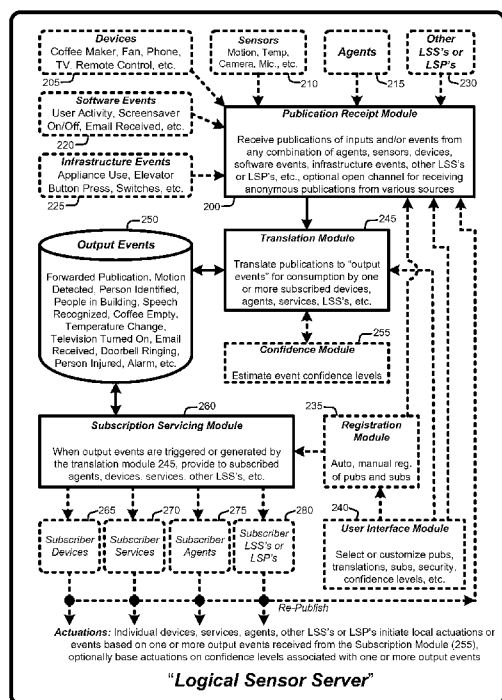 Devices
Coffee Maker, Fan, Phone,
TV. Remote Control, etc.
205
Sensors
Motion, Temp,
Camera, Mic., etc.
210
Agents
215
Other
LSS's or
LSP's
230
Software Events
User Activity, Screensaver
On/Off, Email Received, etc.
220
Infrastructure Events
Appliance Use, Elevator
Button Press, Switches, etc.
225
Publication Receipt Module
Receive publications of inputs and/or events from
any combination of agents, sensors, devices,
software events, infrastructure events, other LSS's
or LSP's, etc., optional open channel for receiving
anonymous publications from various sources
200
250
Output Events
Forwarded Publication, Motion
Detected, Person Identified,
People in Building, Speech
Recognized, Coffee Empty,
Temperature Change,
Television Turned On, Email
Received, Doorbell Ringing,
Person Injured, Alarm, etc.
245
Translation Module
Translate publications to "output
events" for consumption by one
or more subscribed devices,
agents, services, LSS's, etc.
255
Confidence Module
Estimate event confidence levels
260
Subscription Servicing Module
When output events are triggered or generated by
the translation module 245, provide to subscribed
agents, devices, services, other LSS's, etc.
235
Registration
Module
Auto, manual reg.
of pubs and subs
240
User Interface Module
Select or customize pubs,
translations, subs, security,
confidence levels, etc.
265
Subscriber
Devices
270
Subscriber
Services
275
Subscriber
Agents
280
Subscriber
LSS's or
LSP's
Re-Publish
Actuations: Individual devices, services, agents, other LSS's or LSP's initiate local actuations or
events based on one or more output events received from the Subscription Module (255),
optionally base actuations on confidence levels associated with one or more output events
"Logical Sensor Server"